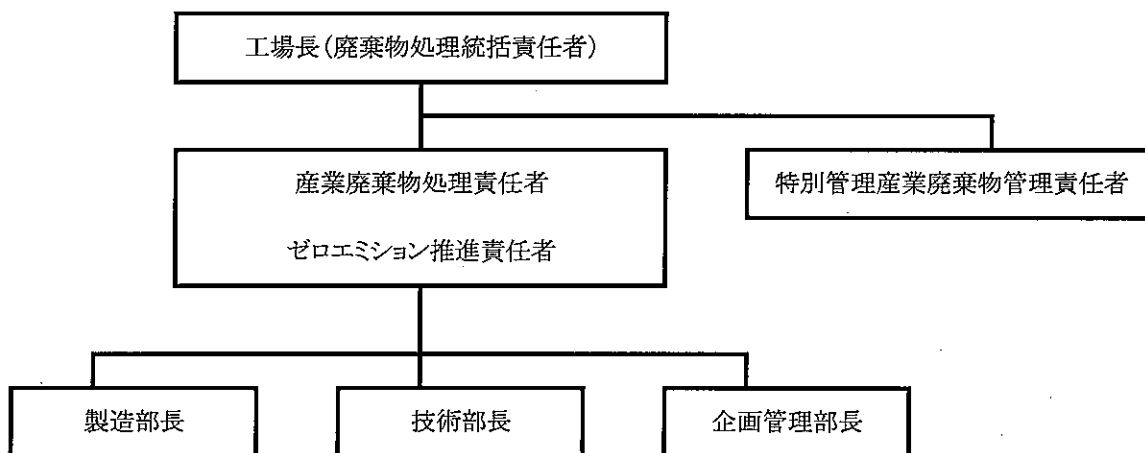 工場長(廃棄物処理統括責任者)
産業廃棄物処理責任者
ゼロエミション推進責任者
特別管理産業廃棄物管理責任者
製造部長
技術部長
企画管理部長